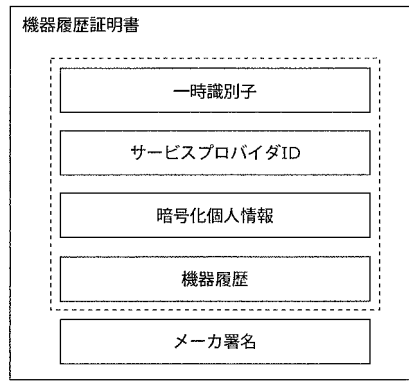 機器履歴証明書
一時識別子
サービスプロバイダID
暗号化個人情報
機器履歴
メーカ署名